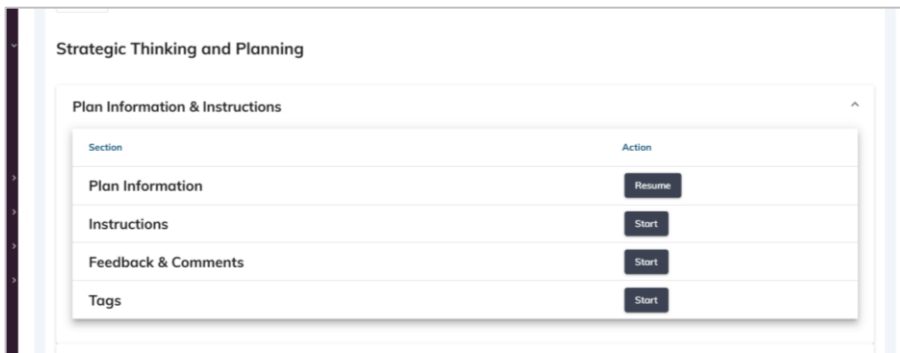 Strategic Thinking and Planning
Plan Information & Instructions
Section Action
Plan Information Resume
Instructions Start
Feedback & Comments Start
Tags Start